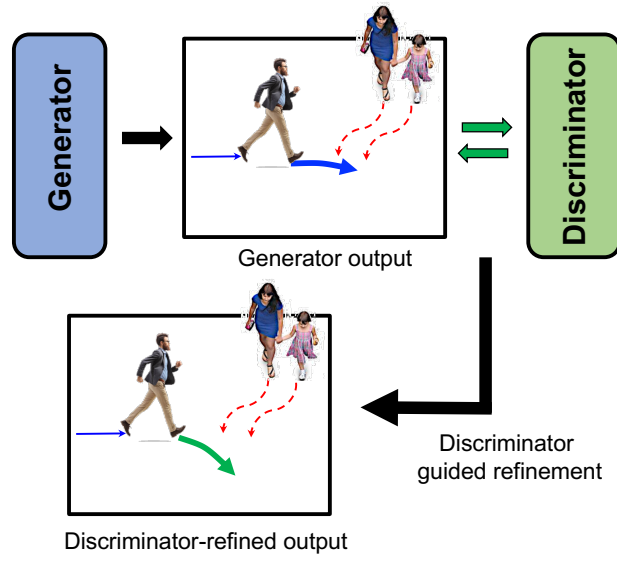 Generator
Discriminator
Generator output
Discriminator
guided refinement
Discriminator-refined output